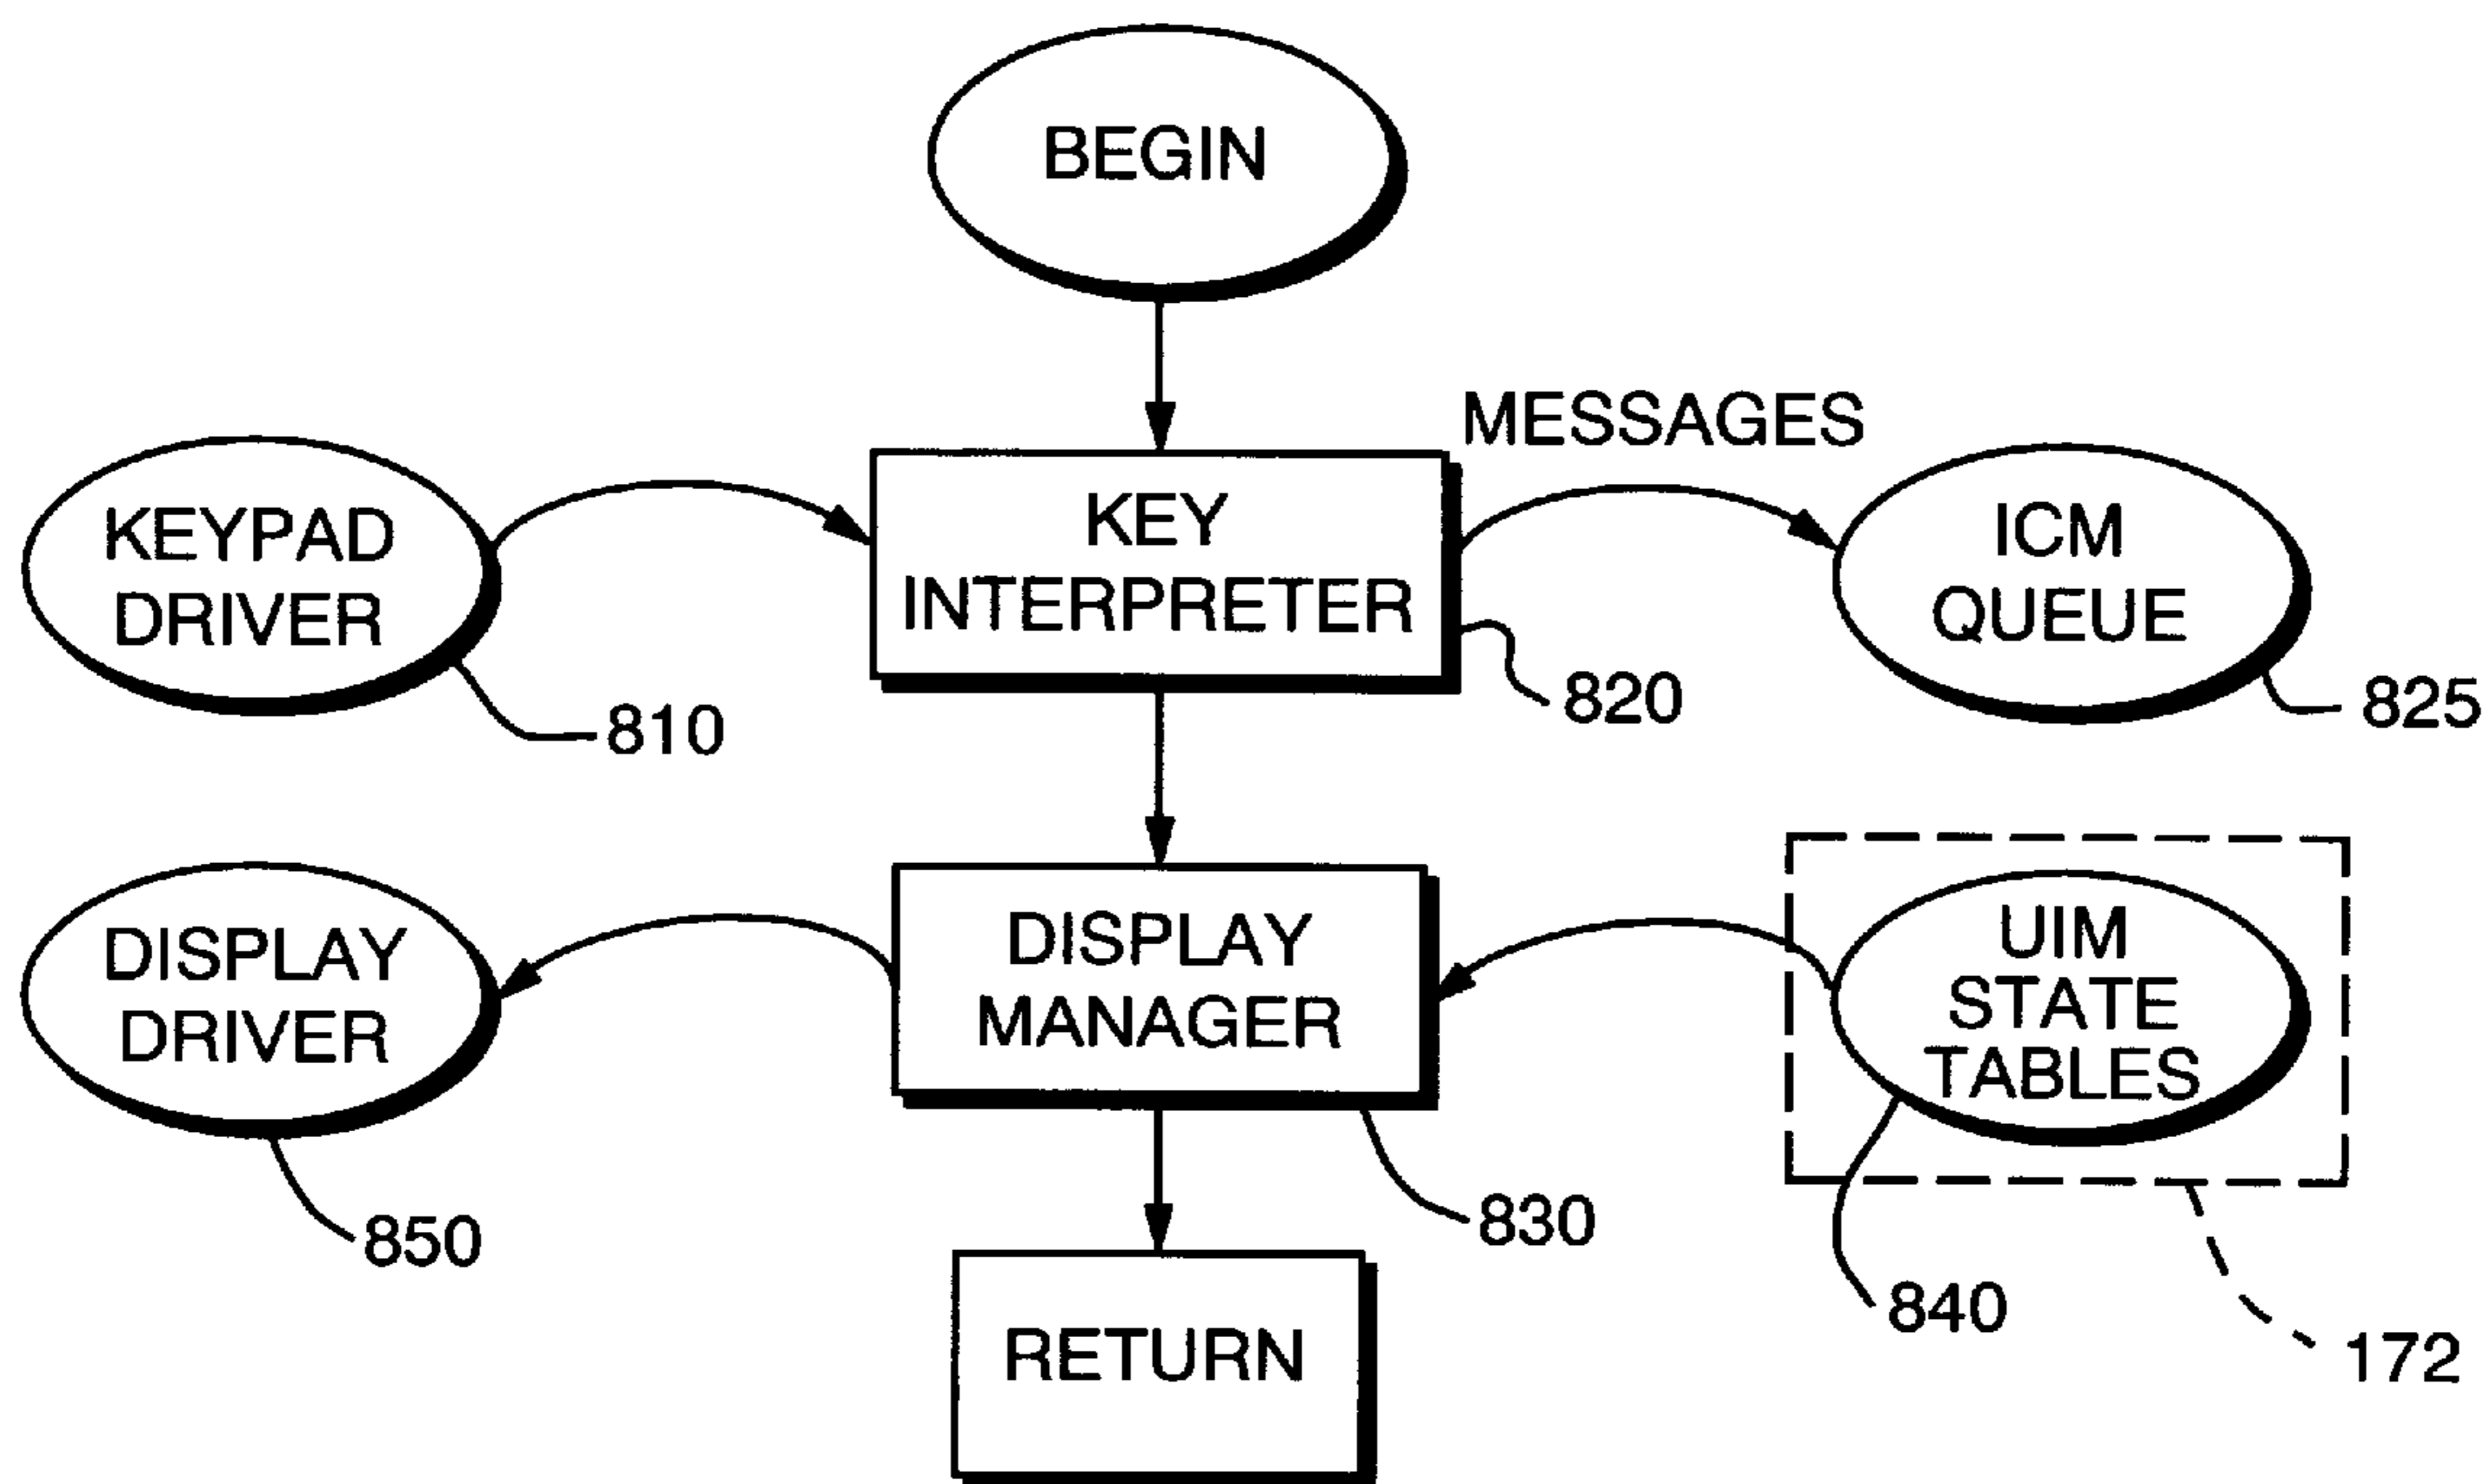 BEGIN
MESSAGES
KEYPAD
DRIVER
810
KEY
INTERPRETER
820
ICM
QUEUE
825
DISPLAY
DRIVER
850
DISPLAY
MANAGER
830
UIM
STATE
TABLES
840
172
RETURN